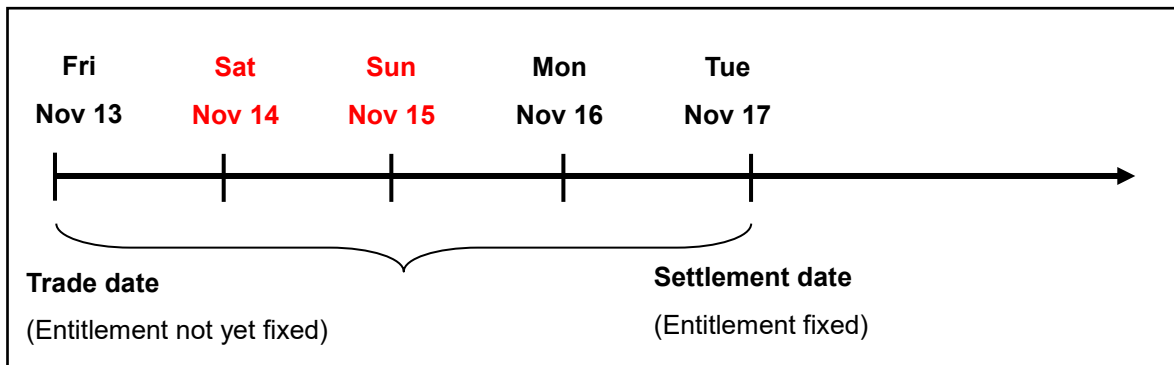 Fri Sat Sun Mon Tue
Nov 13 Nov 14 Nov 15 Nov 16 Nov 17
Trade date
(Entitlement not yet fixed)
Settlement date
(Entitlement fixed)